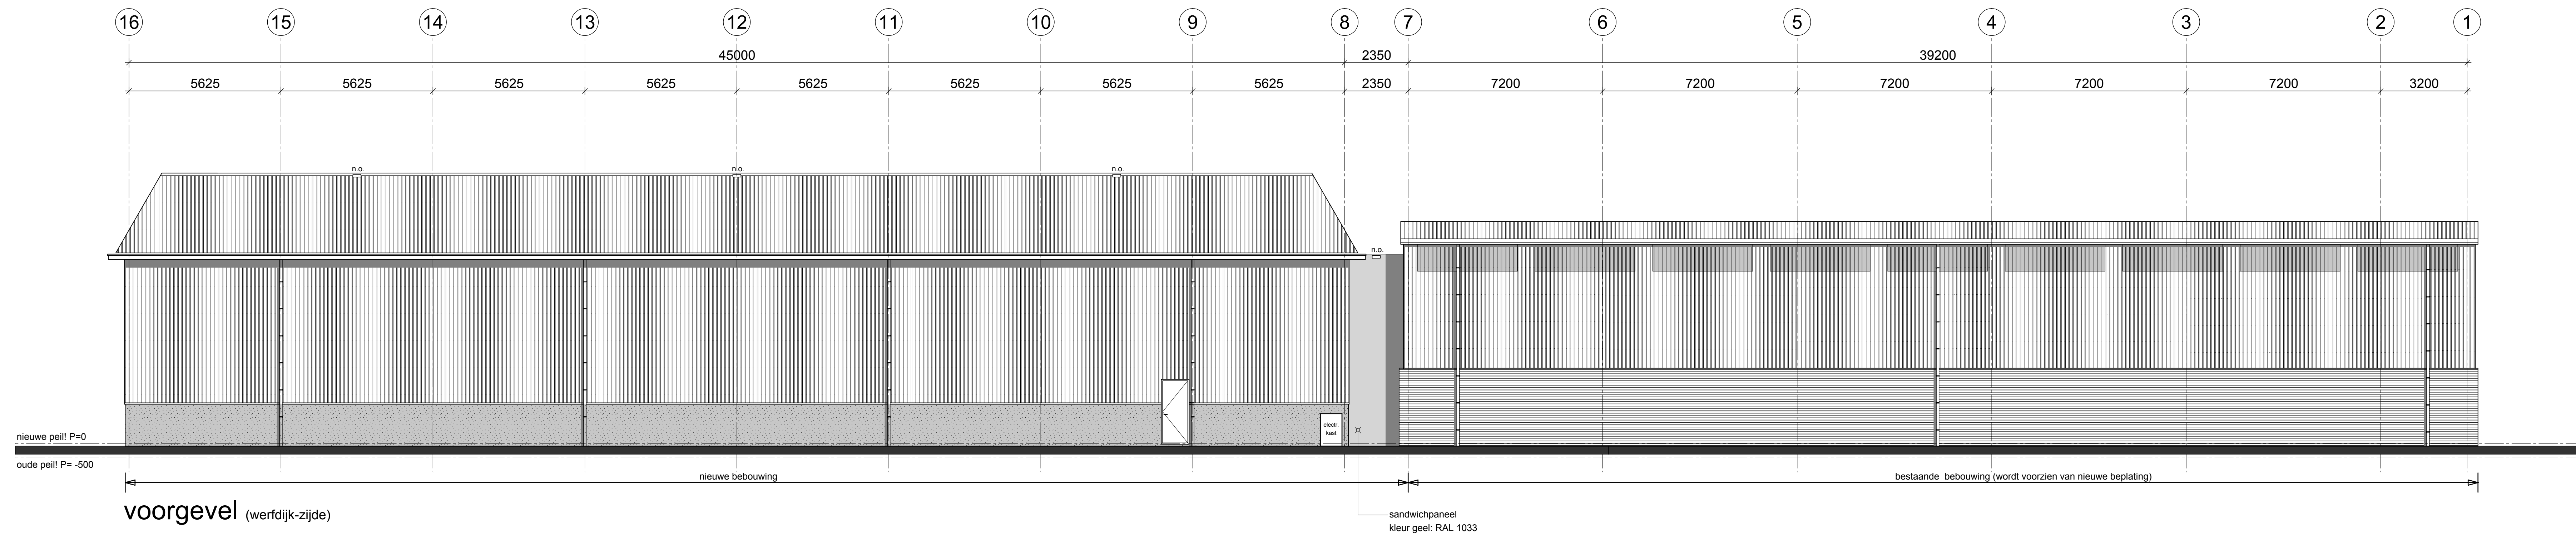 16 15 14 13 12 11 10 9 8 7 6 5 4 3 2 1
45000 2350 39200
5625 5625 5625 5625 5625 5625 5625 5625 2350 7200 7200 7200 7200 7200 3200
n.o. n.o. n.o.
n.o.
electr.
kast
nieuwe peil! P=0
oude peil! P= -500
nieuwe bebouwing
bestaande bebouwing (wordt voorzien van nieuwe beplating)
voorgevel (werfdijk-zijde)
sandwichpaneel
kleur geel: RAL 1033